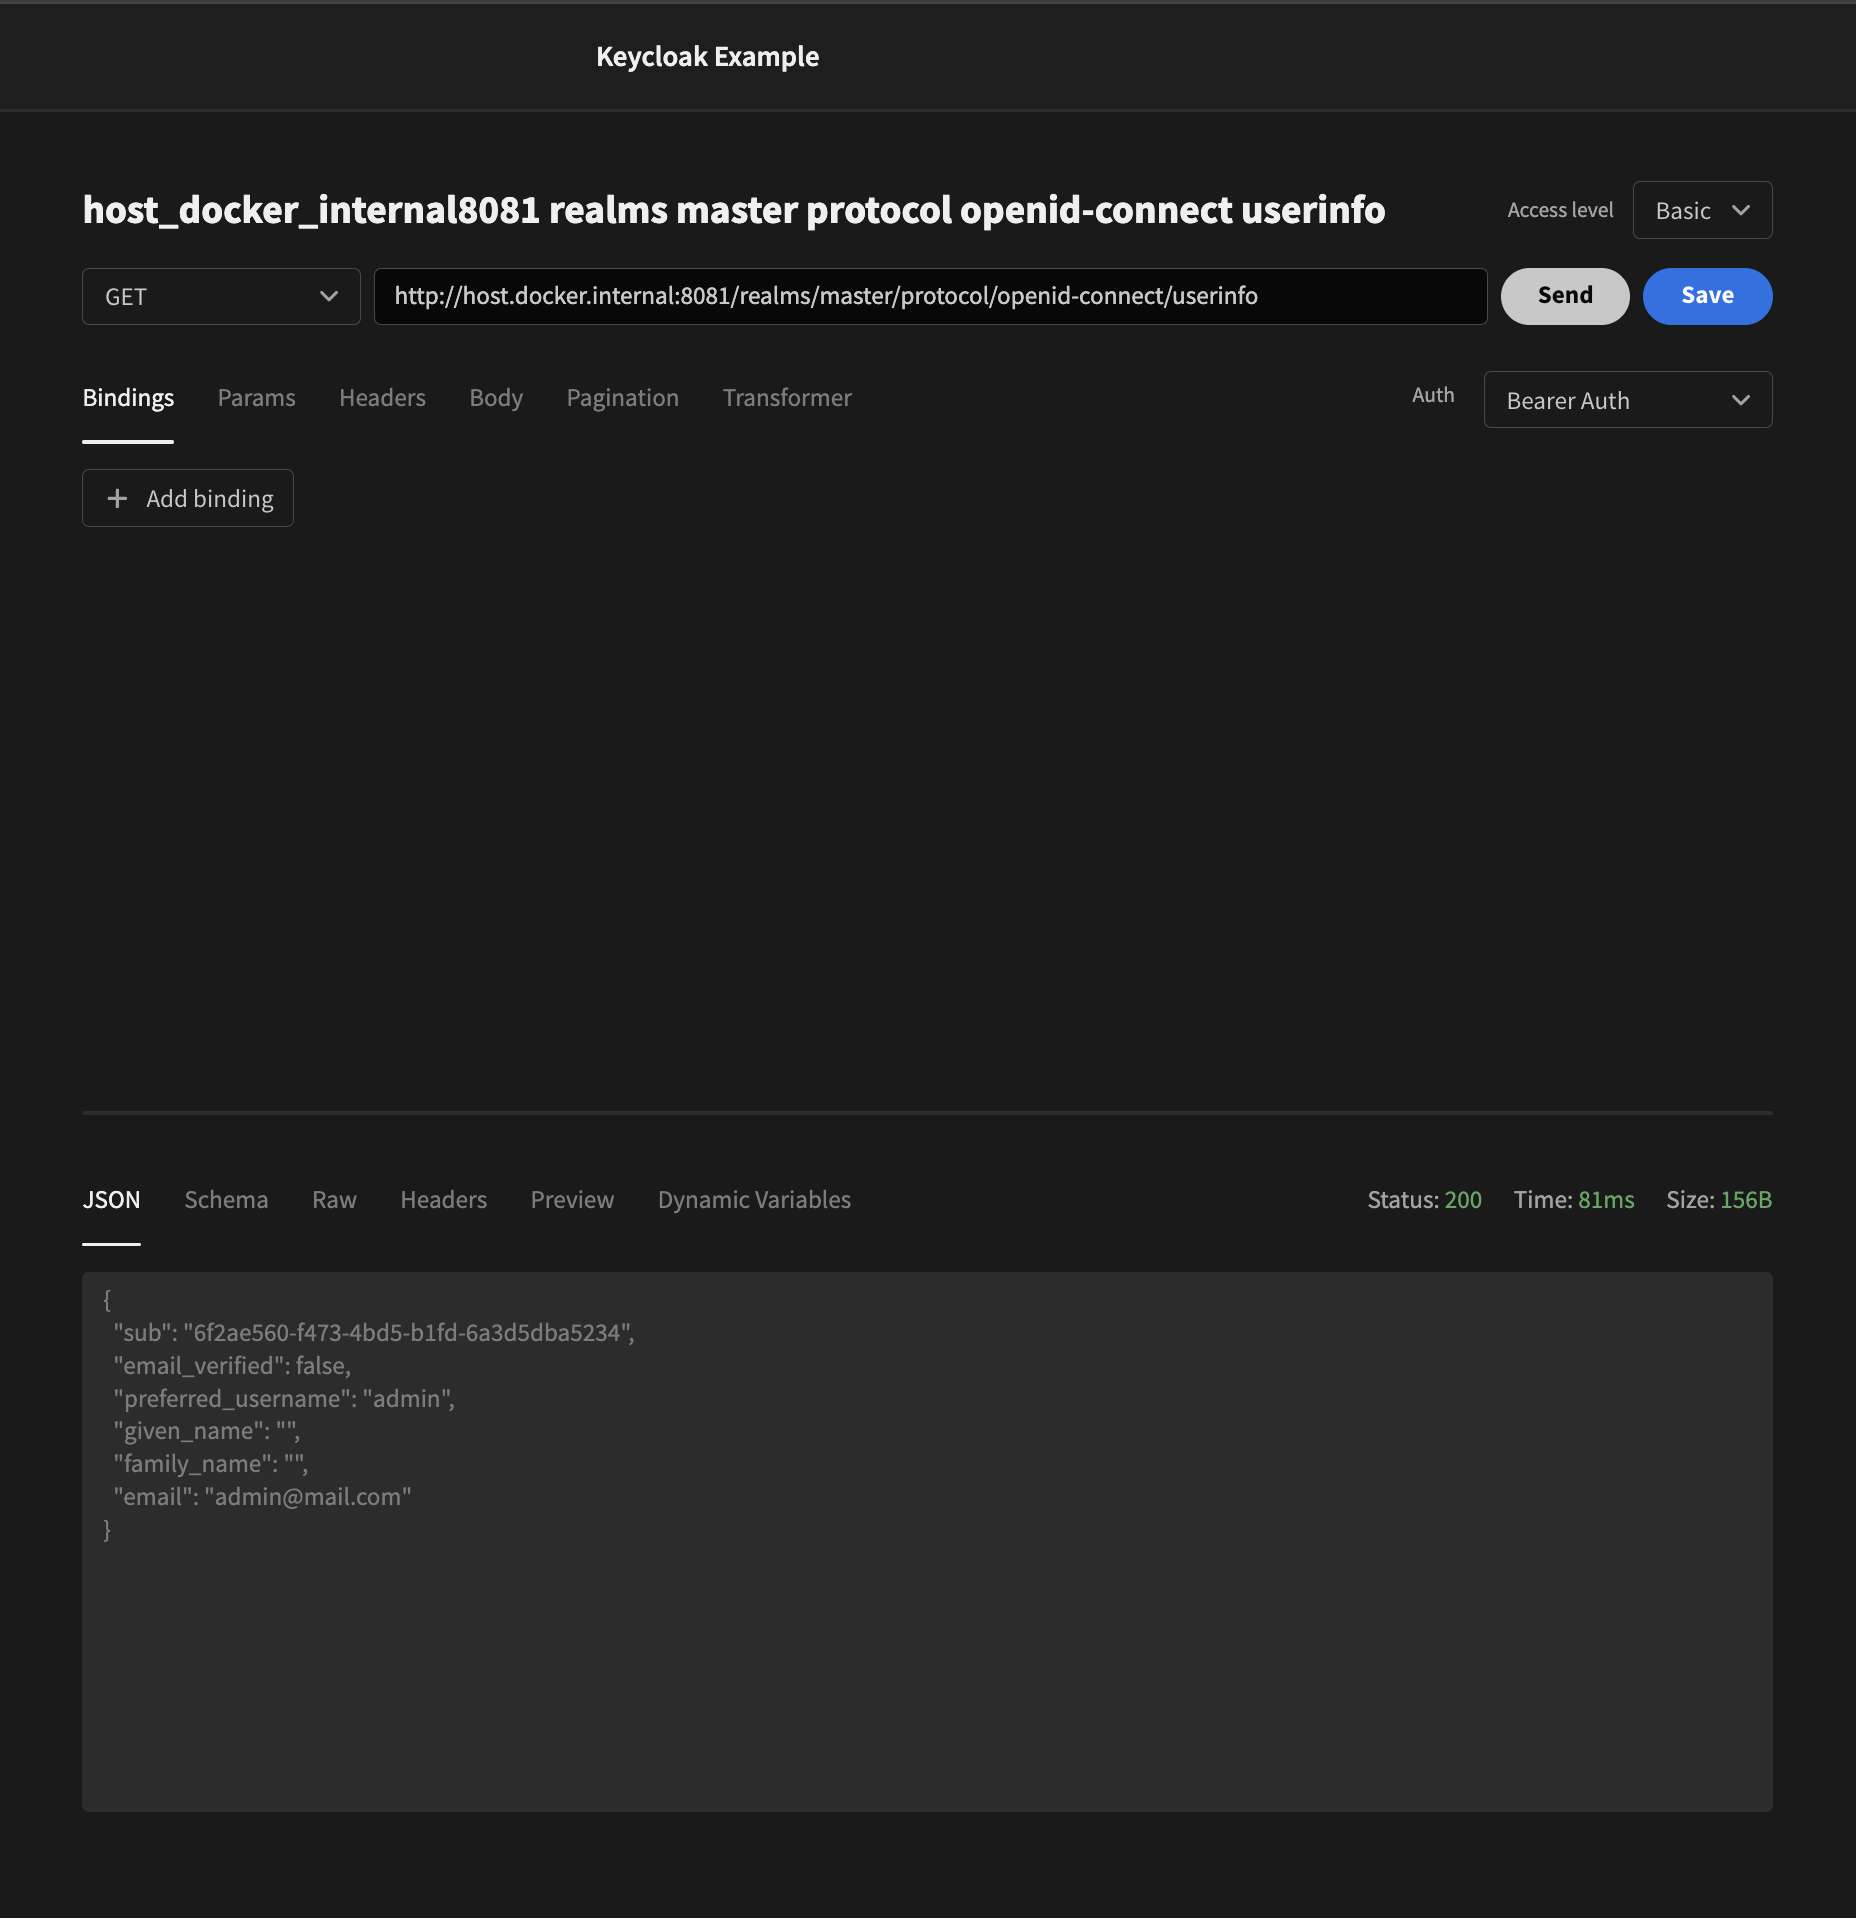 Keycloak Example
host_docker_internal8081 realms master protocol openid-connect userinfo
Access level
Basic
GET
http://host.docker.internal:8081/realms/master/protocol/openid-connect/userinfo
Send
Save
Bindings
Params
Headers
Body
Pagination
Transformer
Auth
Bearer Auth
Add binding
JSON
Schema
Raw
Headers
Preview
Dynamic Variables
Status: 200
Time: 81ms
Size: 156B
{
"sub": "6f2ae560-f473-4bd5-b1fd-6a3d5dba5234",
"email_verified": false,
"preferred_username": "admin",
"given_name": "",
"family_name": "",
"email": "admin@mail.com"
}